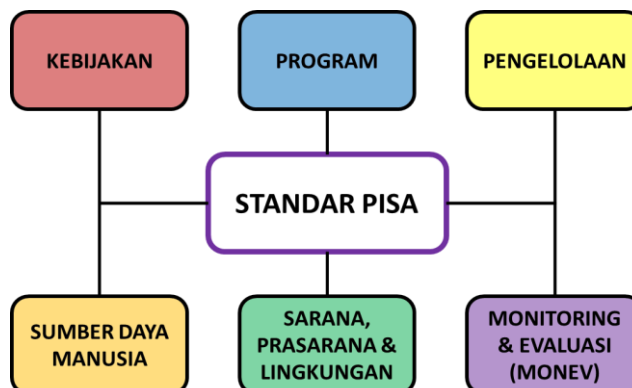 KEBIJAKAN
PROGRAM
PENGELOLAAN
STANDAR PISA
SUMBER DAYA
MANUSIA
SARANA,
PRASARANA &
LINGKUNGAN
MONITORING
& EVALUASI
(MONEV)